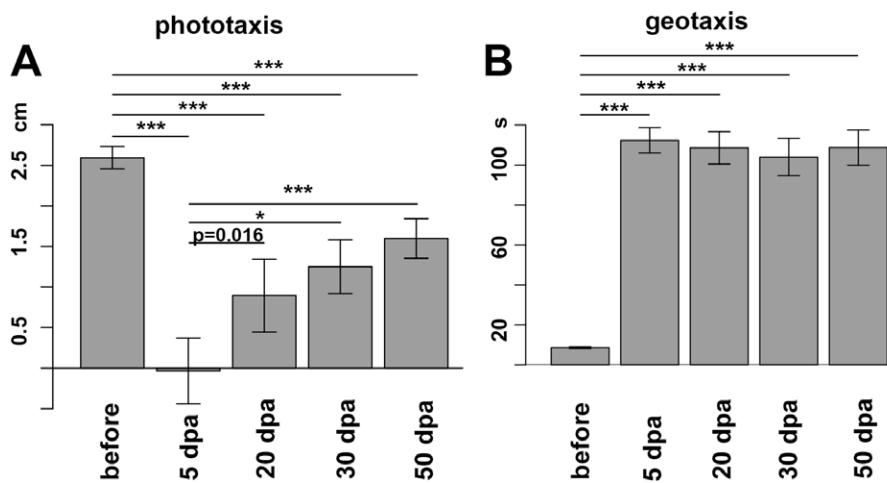 phototaxis
A
***
***
***
***
cm
2.5
1.5
0.5
***
*
p=0.016
before
5 dpa
20 dpa
30 dpa
50 dpa
geotaxis
B
***
***
***
***
s
100
60
20
before
5 dpa
20 dpa
30 dpa
50 dpa